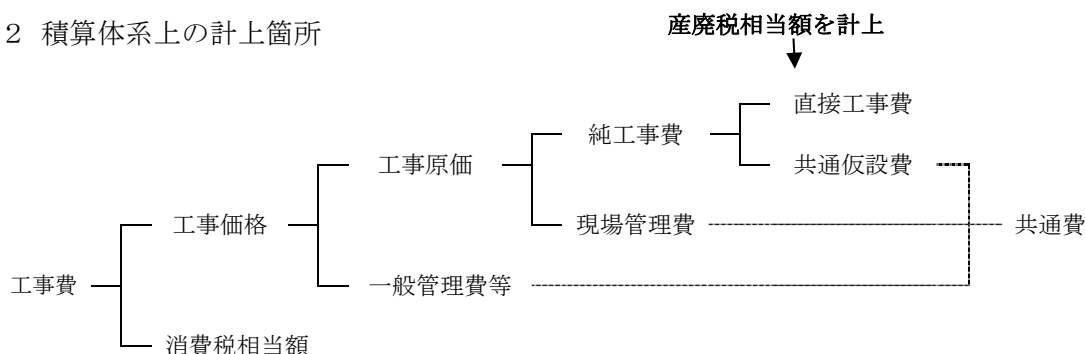 ２ 積算体系上の計上箇所
産廃税相当額を計上
直接工事費
純工事費
工事原価
共通仮設費
工事価格
現場管理費
共通費
工事費
一般管理費等
消費税相当額